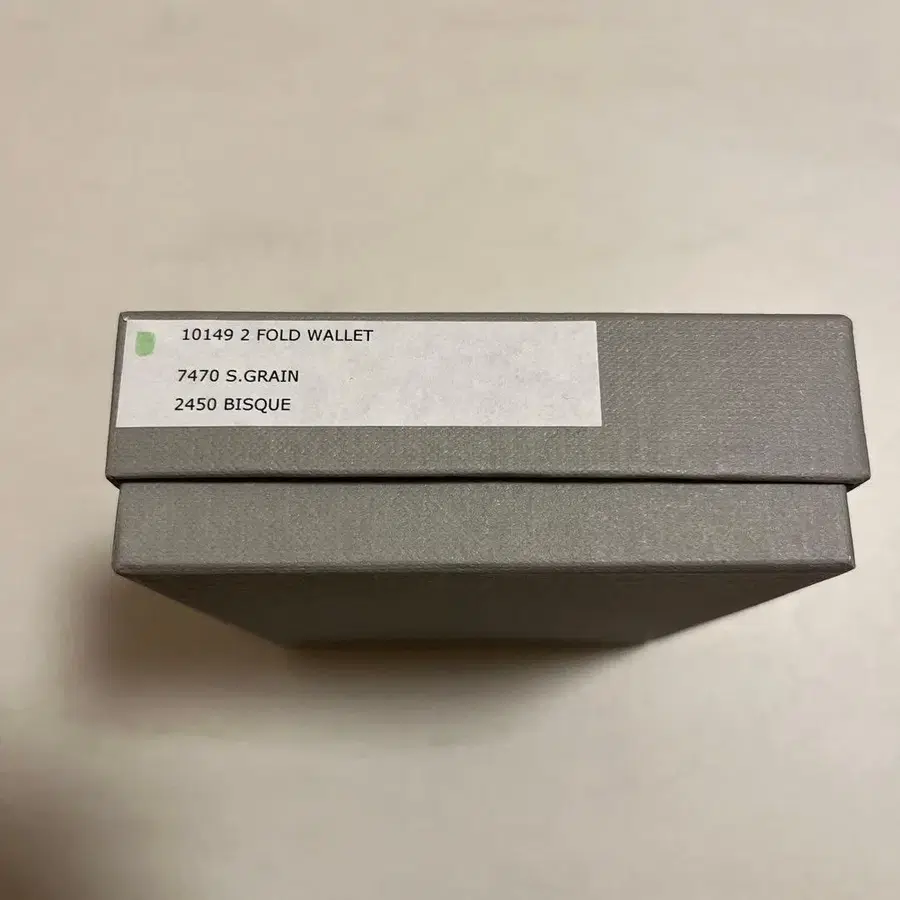 10149 2 FOLD WALLET
7470 S.GRAIN
2450 BISQUE